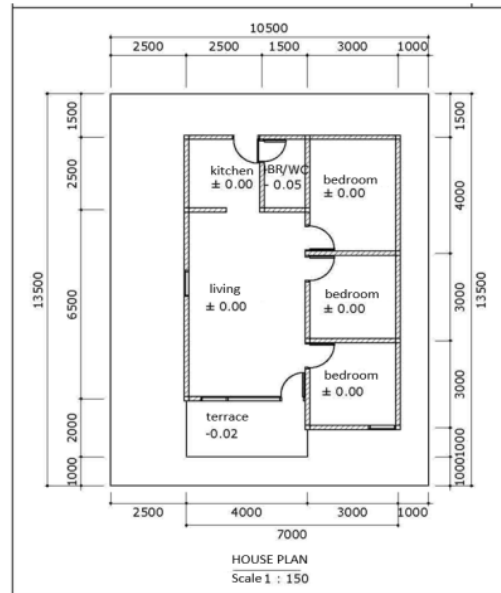 10500
2500 2500 1500 3000 1000
1500
2500
6500
2000
1000
13500
1500
4000
3000
3000
1000
1000
13500
kitchen
± 0.00
BR/WC
- 0.05
bedroom
± 0.00
living
± 0.00
bedroom
± 0.00
bedroom
± 0.00
terrace
-0.02
2500 4000 3000 1000
7000
HOUSE PLAN
Scale 1 : 150